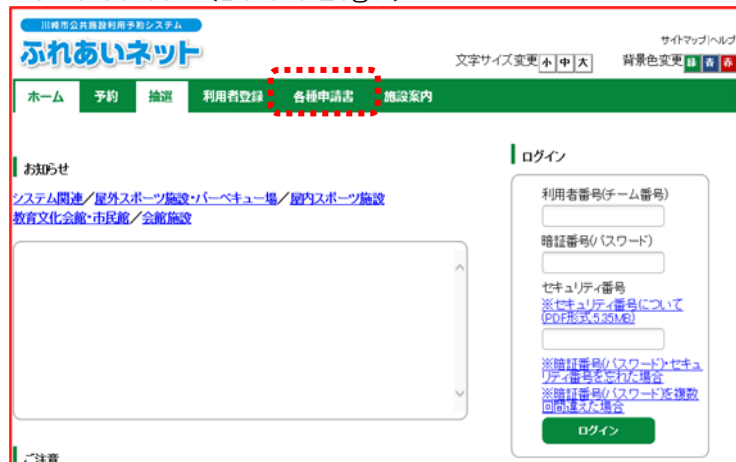 川崎市公共施設利用予約システム
ふれあいネット
サイトマップ|ヘルプ
文字サイズ変更 小 中 大 背景色変更 緑 青 赤
ホーム 予約 抽選 利用者登録 各種申請書 施設案内
お知らせ
システム関連／屋外スポーツ施設・バーベキュー場／屋内スポーツ施設
教育文化会館・市民館／会館施設
ログイン
利用者番号(チーム番号)
暗証番号(パスワード)
セキュリティ番号
※セキュリティ番号について
(PDF形式,5.35MB)
※暗証番号(パスワード)・セキュ
リティ番号を忘れた場合
※暗証番号(パスワード)を複数
回間違えた場合
ログイン
ご注意